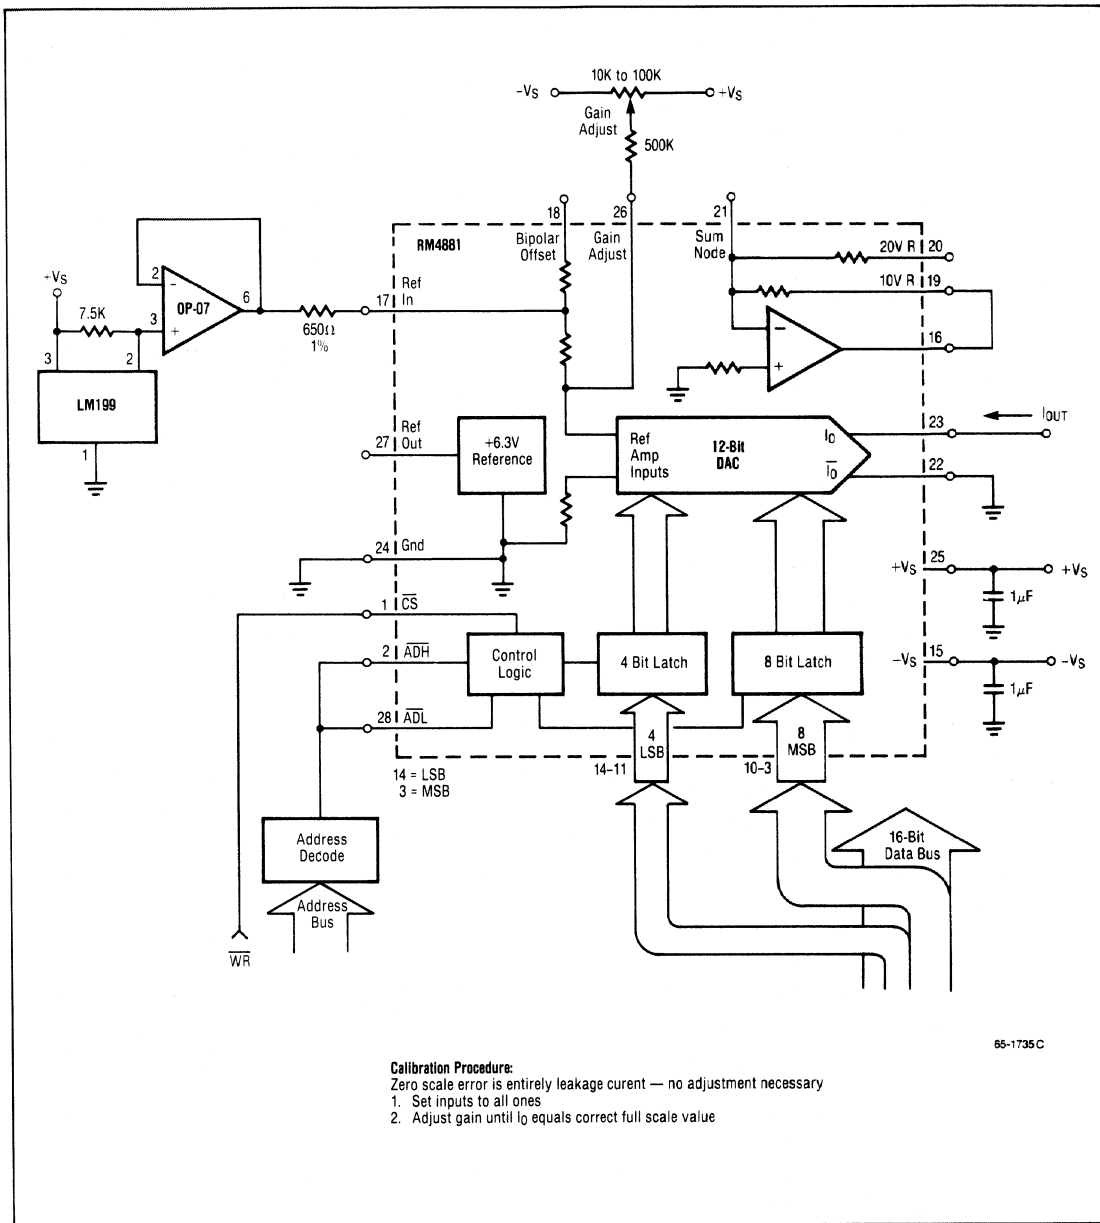 10K to 100K
-VS
+VS
Gain
Adjust
500K
18
26
21
RM4881
Bipolar
Offset
Gain
Adjust
Sum
Node
20V R
20
10V R
19
+VS
2
-
OP-07
6
3
+
7.5K
3
2
LM199
1
650Ω
1%
17
Ref
In
-
+
16
27
Ref
Out
+6.3V
Reference
Ref
Amp
Inputs
12-Bit
DAC
IO
IO
23
IOUT
22
24
Gnd
+VS
25
+VS
1μF
-VS
15
-VS
1μF
1
CS
2
ADH
28
ADL
Control
Logic
4 Bit Latch
8 Bit Latch
4
LSB
8
MSB
14-11
10-3
14 = LSB
3 = MSB
Address
Decode
Address
Bus
WR
16-Bit
Data Bus
65-1735C
Calibration Procedure:
Zero scale error is entirely leakage curent — no adjustment necessary
1. Set inputs to all ones
2. Adjust gain until IO equals correct full scale value